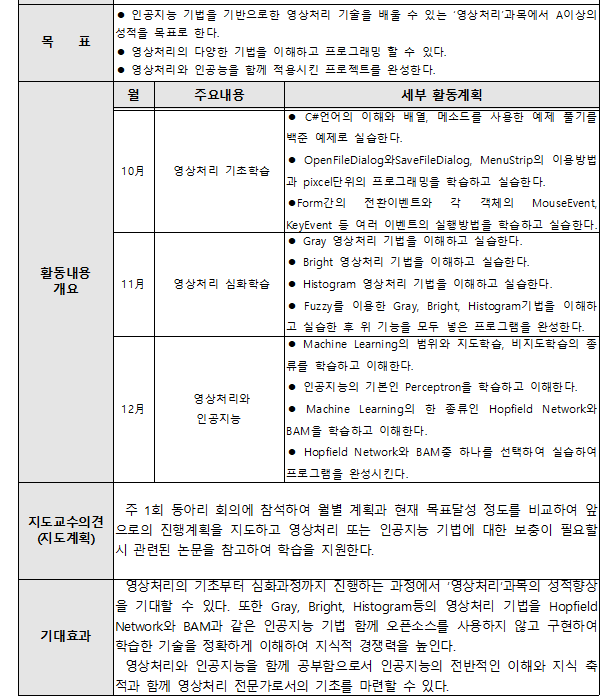 목 표
● 인공지능 기법을 기반으로한 영상처리 기술을 배울 수 있는 '영상처리'과목에서 A이상의
성적을 목표로 한다.
● 영상처리의 다양한 기법을 이해하고 프로그래밍 할 수 있다.
● 영상처리와 인공능을 함께 적용시킨 프로젝트를 완성한다.
활동내용
개요
월 주요내용 세부 활동계획
10월 영상처리 기초학습
● C#언어의 이해와 배열, 메소드를 사용한 예제 풀기를
백준 예제로 실습한다.
● OpenFileDialog와SaveFileDialog, MenuStrip의 이용방법
과 pixcel단위의 프로그래밍을 학습하고 실습한다.
●Form간의 전환이벤트와 각 객체의 MouseEvent,
KeyEvent 등 여러 이벤트의 실행방법을 학습하고 실습한다.
11월 영상처리 심화학습
● Gray 영상처리 기법을 이해하고 실습한다.
● Bright 영상처리 기법을 이해하고 실습한다.
● Histogram 영상처리 기법을 이해하고 실습한다.
● Fuzzy를 이용한 Gray, Bright, Histogram기법을 이해하
고 실습한 후 위 기능을 모두 넣은 프로그램을 완성한다.
12월 영상처리와
인공지능
● Machine Learning의 범위와 지도학습, 비지도학습의 종
류를 학습하고 이해한다.
● 인공지능의 기본인 Perceptron을 학습하고 이해한다.
● Machine Learning의 한 종류인 Hopfield Network와
BAM을 학습하고 이해한다.
● Hopfield Network와 BAM중 하나를 선택하여 실습하여
프로그램을 완성시킨다.
지도교수의견
(지도계획)
주 1회 동아리 회의에 참석하여 월별 계획과 현재 목표달성 정도를 비교하여 앞
으로의 진행계획을 지도하고 영상처리 또는 인공지능 기법에 대한 보충이 필요할
시 관련된 논문을 참고하여 학습을 지원한다.
기대효과
영상처리의 기초부터 심화과정까지 진행하는 과정에서 '영상처리'과목의 성적향상
을 기대할 수 있다. 또한 Gray, Bright, Histogram등의 영상처리 기법을 Hopfield
Network와 BAM과 같은 인공지능 기법 함께 오픈소스를 사용하지 않고 구현하여
학습한 기술을 정확하게 이해하여 지식적 경쟁력을 높인다.
영상처리와 인공지능을 함께 공부함으로서 인공지능의 전반적인 이해와 지식 축
적과 함께 영상처리 전문가로서의 기초를 마련할 수 있다.